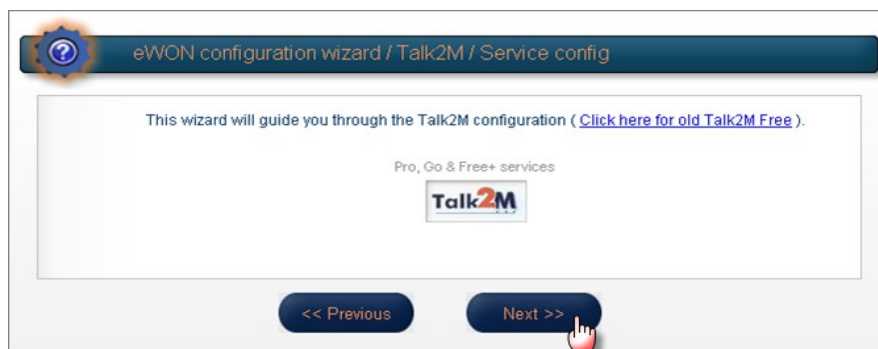 eWON configuration wizard / Talk2M / Service config
This wizard will guide you through the Talk2M configuration ( Click here for old Talk2M Free ).
Pro, Go & Free+ services
Talk2M
<< Previous
Next >>